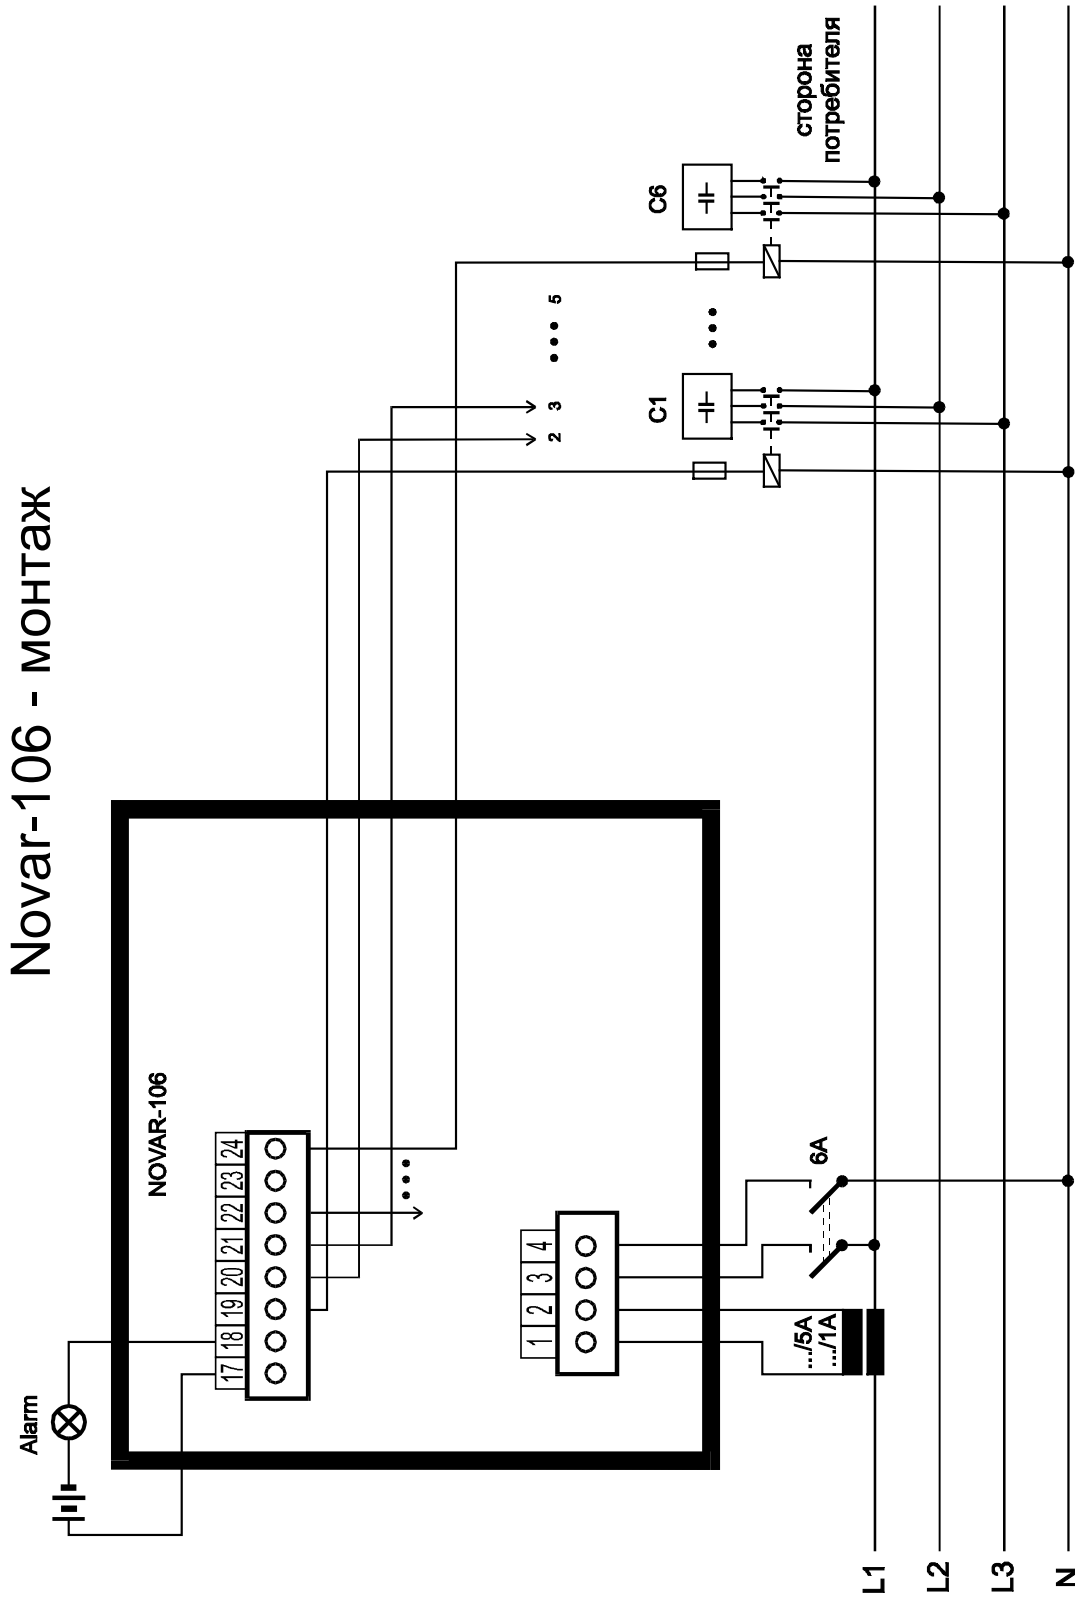 Novar-106 - монтаж
Alarm
NOVAR-106
17 18 19 20 21 22 23 24
1 2 3 4
.../5A
.../1A
6A
2 3 5
C1
C6
сторона
потребителя
L1
L2
L3
N